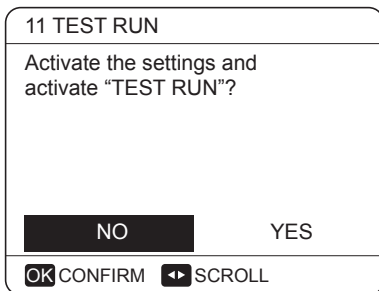 11 TEST RUN
Activate the settings and
activate “TEST RUN”?
NO YES
OK CONFIRM SCROLL